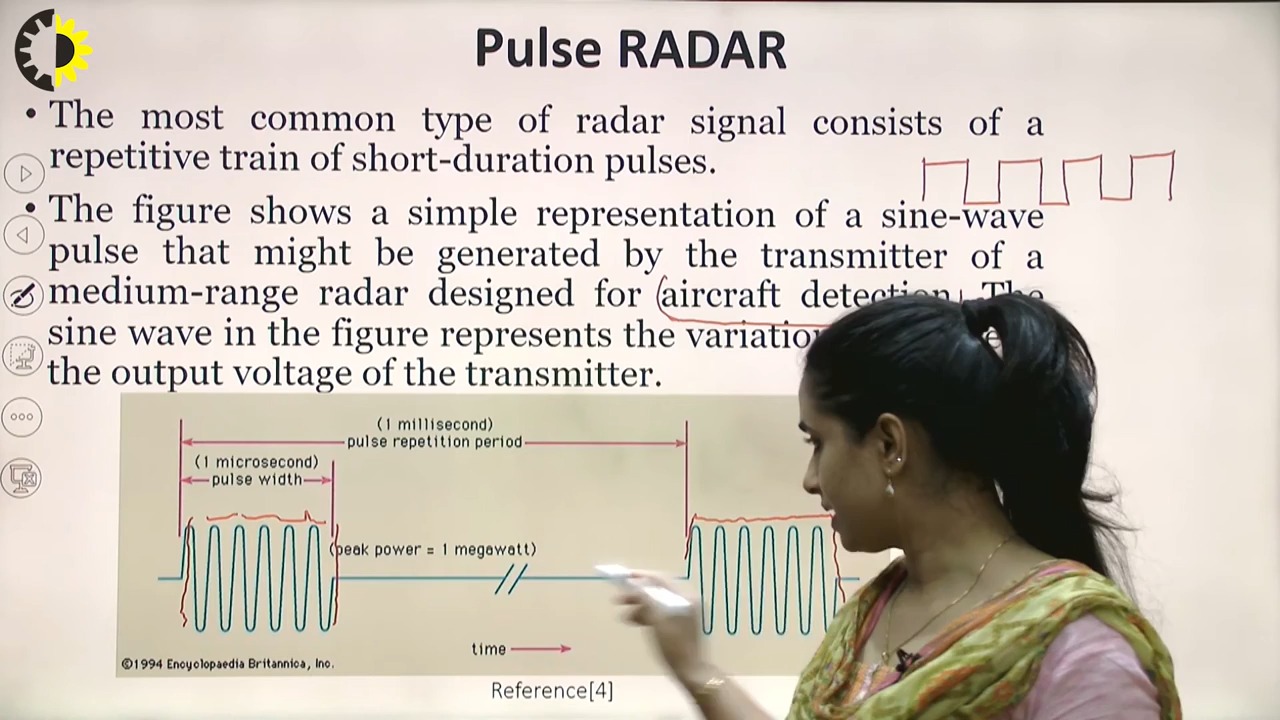 Pulse RADAR
• The most common type of radar signal consists of a
repetitive train of short-duration pulses.
• The figure shows a simple representation of a sine-wave
pulse that might be generated by the transmitter of a
medium-range radar designed for aircraft detection. The
sine wave in the figure represents the
the output voltage of the transmitter.
(1 millisecond)
pulse repetition period
(1 microsecond)
pulse width
(peak power = 1 megawatt)
time
©1994 Encyclopaedia Britannica, Inc.
Reference[4]